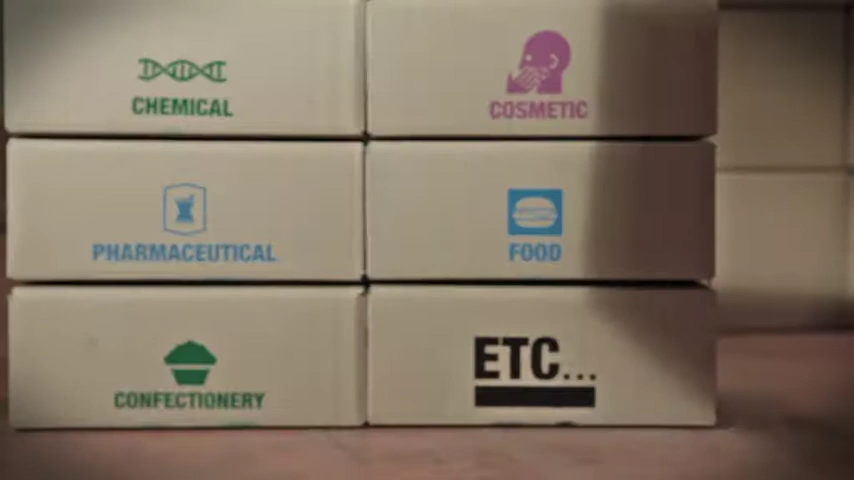 CHEMICAL
COSMETIC
PHARMACEUTICAL
FOOD
CONFECTIONERY
ETC...